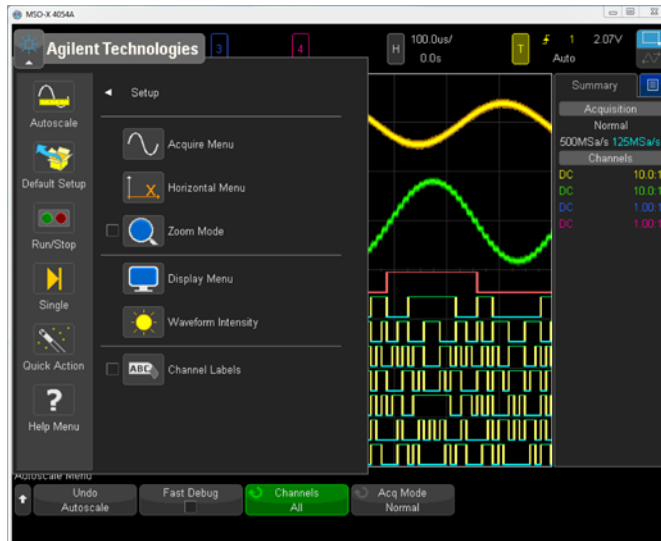 MSO-X 4054A
Agilent Technologies
3
4
H
100.0us/
0.0s
T
1
2.07V
Auto
Setup
Autoscale
Default Setup
Run/Stop
Single
Quick Action
Help Menu
Acquire Menu
Horizontal Menu
Zoom Mode
Display Menu
Waveform Intensity
ABC
Channel Labels
Summary
Acquisition
Normal
500MSa/s 125MSa/s
Channels
DC 10.0:1
DC 10.0:1
DC 1.00:1
DC 1.00:1
Autoscale Menu
Undo
Autoscale
Fast Debug
Channels
All
Acq Mode
Normal